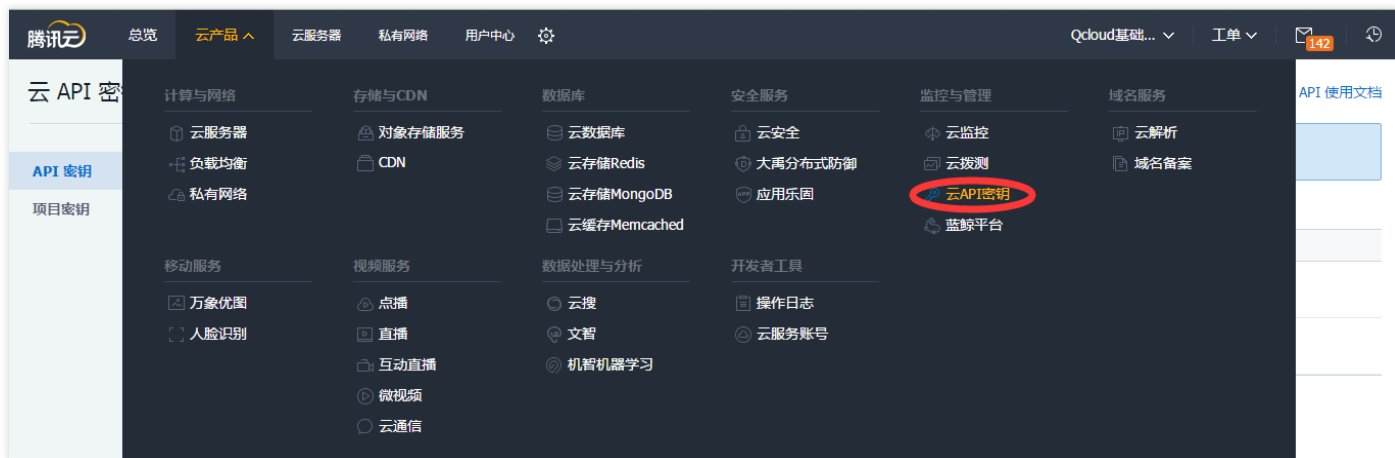 腾讯云 总览 云产品 云服务器 私有网络 用户中心 Qcloud基础... 工单 142
云 API 密
API 使用文档
API 密钥
项目密钥
计算与网络 存储与CDN 数据库 安全服务 监控与管理 域名服务
云服务器 对象存储服务 云数据库 云安全 云监控 云解析
负载均衡 CDN 云存储Redis 大禹分布式防御 云拨测 域名备案
私有网络 云存储MongoDB 应用乐固 云API密钥
云缓存Memcached 蓝鲸平台
移动服务 视频服务 数据处理与分析 开发者工具
万象优图 点播 云搜 操作日志
人脸识别 直播 文智 云服务账号
互动直播 机智机器学习
微视频
云通信